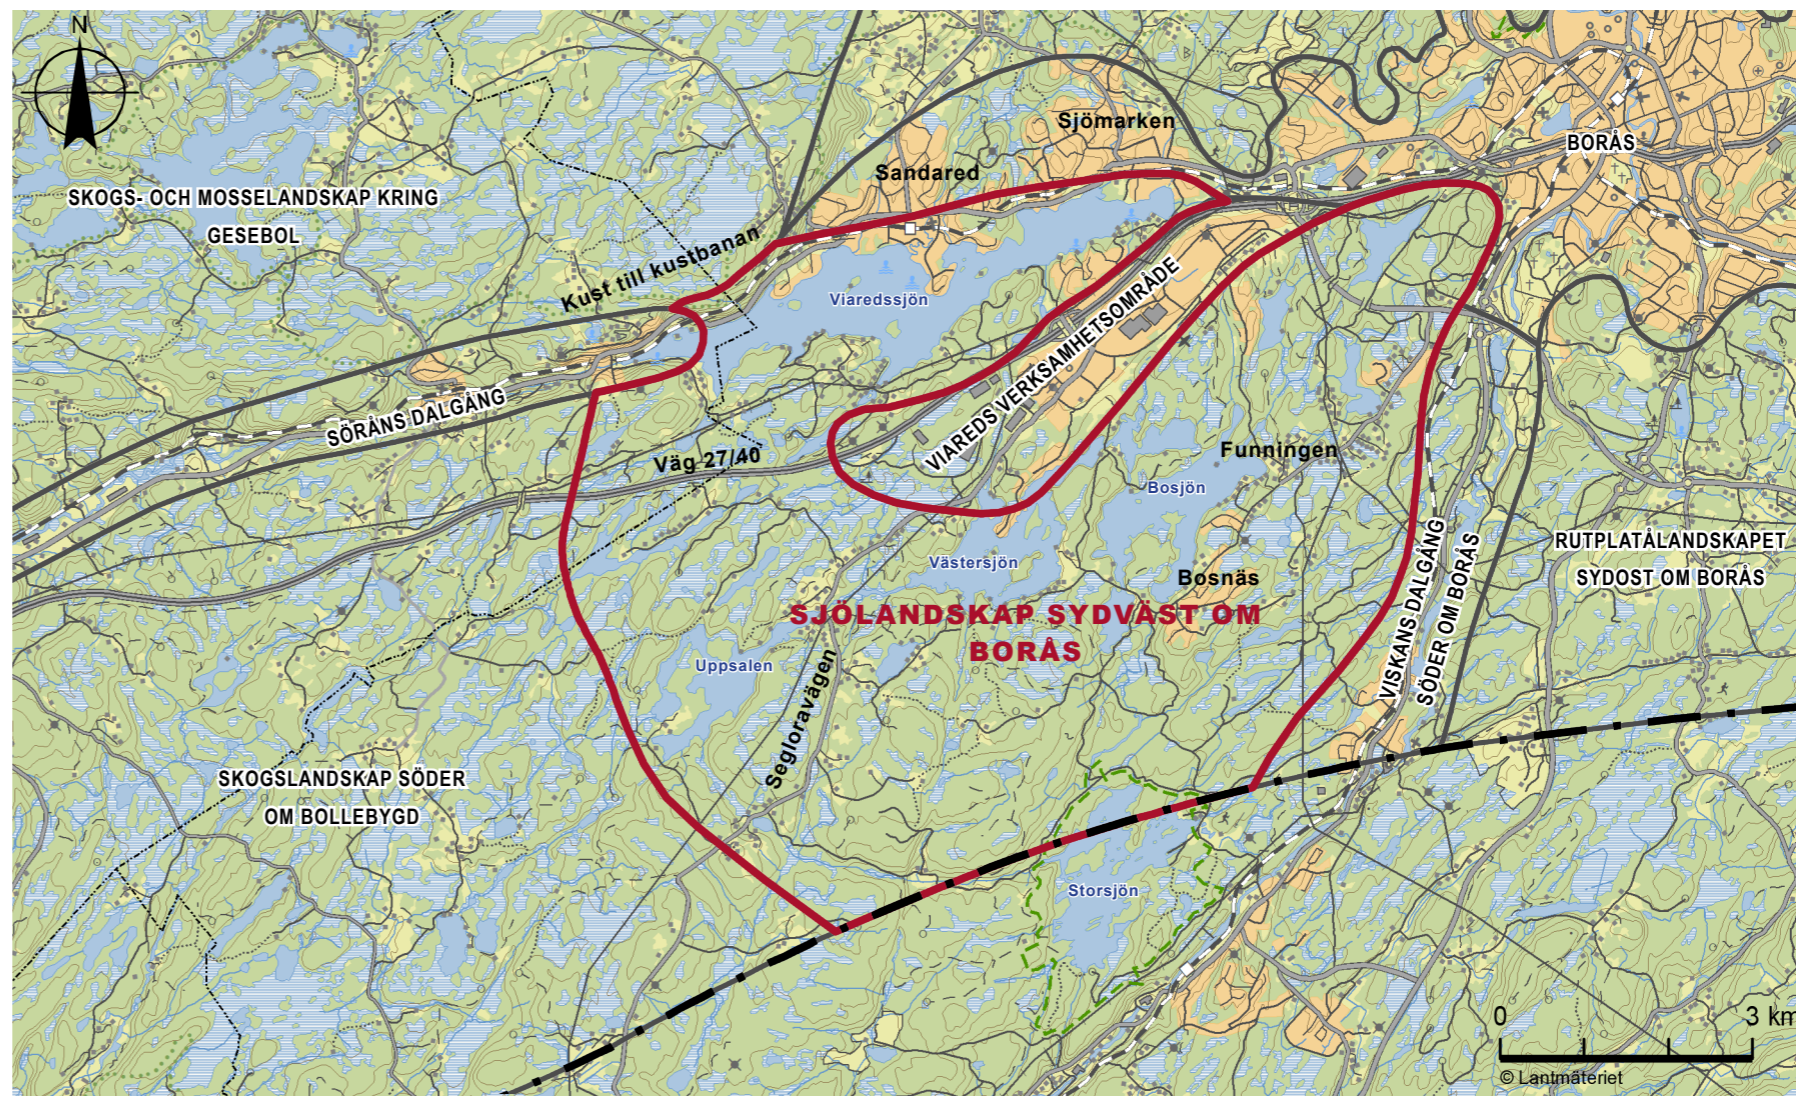 N
Sjömarken
BORÅS
Sandared
SKOGS- OCH MOSSELANDSKAP KRING
GESEBOL
Kust till kustbanan
Viaredssjön
VIAREDS VERKSAMHETSOMRÅDE
SÖRÅNS DALGÅNG
Väg 27/40
Funningen
Bosjön
Västersjön
Bosnäs
RUTPLATÅLANDSKAPET
SYDOST OM BORÅS
SJÖLANDSKAP SYDVÄST OM
BORÅS
VISKANS DALGÅNG
SÖDER OM BORÅS
Uppsalen
Segloravägen
SKOGSLANDSKAP SÖDER
OM BOLLEBYGD
Storsjön
0 3 km
© Lantmäteriet